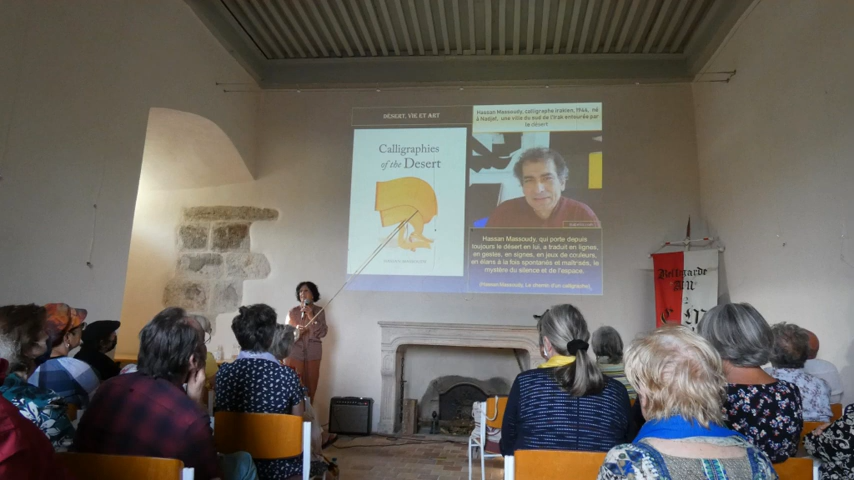 DÉSERT, VIE ET ART
Calligraphies
of the Desert
Hassan Massoudy, calligraphe irakien, 1944, né
à Nadjaf, une ville du sud de l'Irak entourée par
le désert
Hassan Massoudy, qui porte depuis
toujours le désert en lui, a traduit en lignes,
en gestes, en signes, en jeux de couleurs,
en élans à la fois spontanés et maîtrisés, le
mystère du silence et de l'espace.
(Hassan Massoudy, Le chemin d'un calligraphe)
Bellegarde